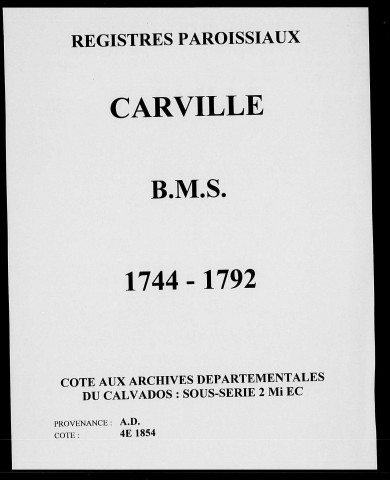 REGISTRES PAROISSIAUX
CARVILLE
B.M.S.
1744 - 1792
COTE AUX ARCHIVES DEPARTEMENTALES
DU CALVADOS : SOUS-SERIE 2 Mi EC
PROVENANCE : A.D.
COTE : 4E 1854